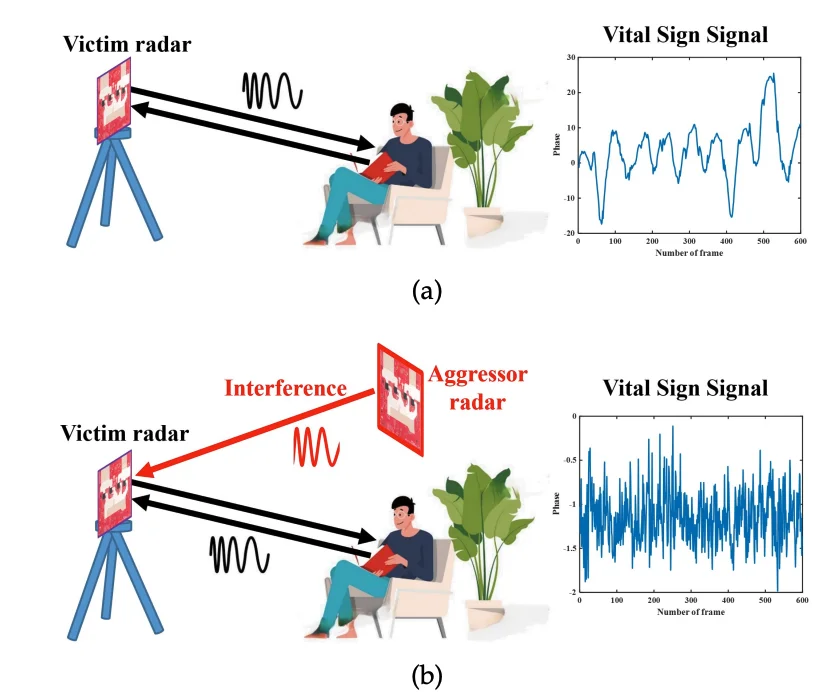 Victim radar
Vital Sign Signal
30
20
10
0
-10
-20
Phase
0
100
200
300
400
500
600
Number of frame
(a)
Interference
Aggressor
radar
Victim radar
Vital Sign Signal
0
-0.5
-1
-1.5
-2
Phase
0
100
200
300
400
500
600
Number of frame
(b)